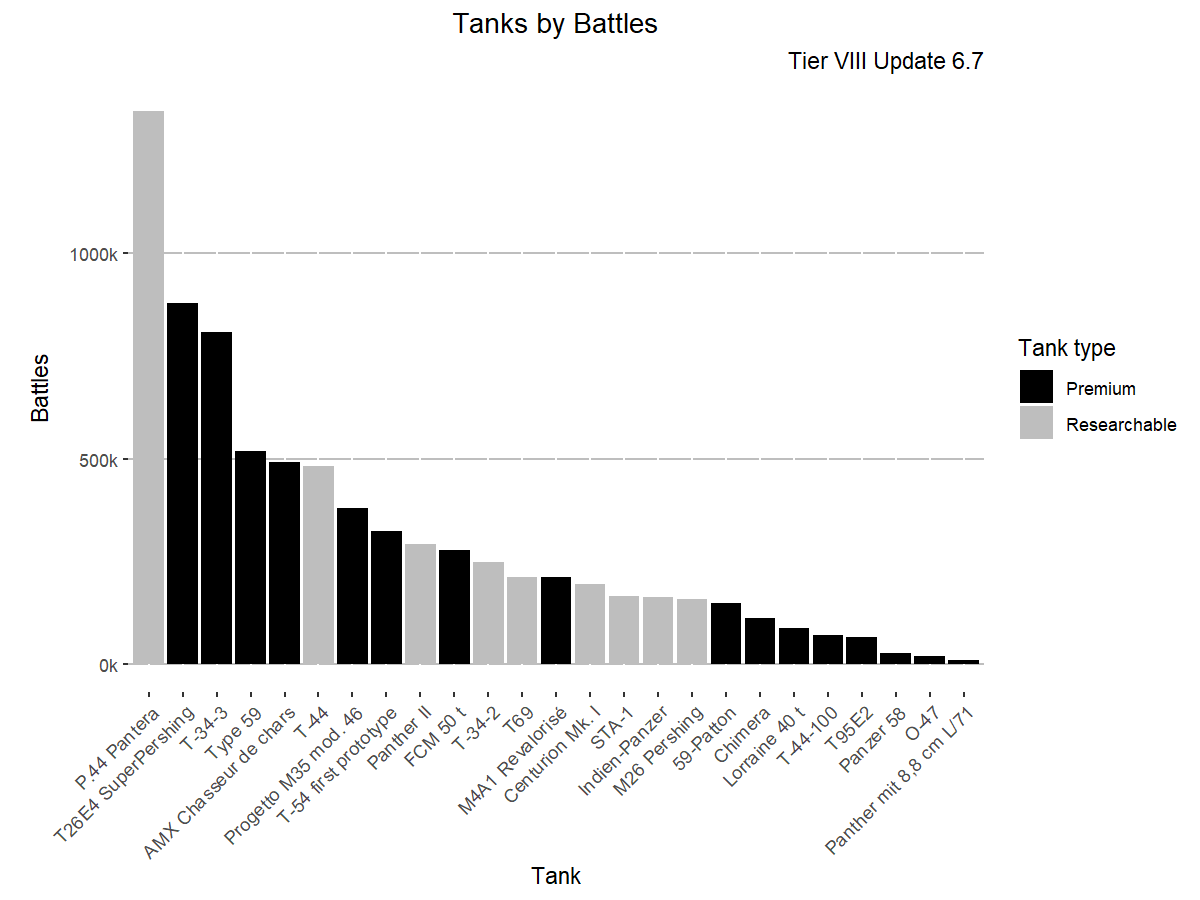 Tanks by Battles
Tier VIII Update 6.7
1000k
500k
0k
Battles
Tank type
Premium
Researchable
P.44 Pantera
T26E4 SuperPershing
T-34-3
Type 59
AMX Chasseur de chars
T-44
Progetto M35 mod. 46
T-54 first prototype
Panther II
FCM 50 t
T-34-2
T69
M4A1 Revalorisé
Centurion Mk. I
STA-1
Indien-Panzer
M26 Pershing
59-Patton
Chimera
Lorraine 40 t
T-44-100
T95E2
Panzer 58
O-47
Panther mit 8,8 cm L/71
Tank